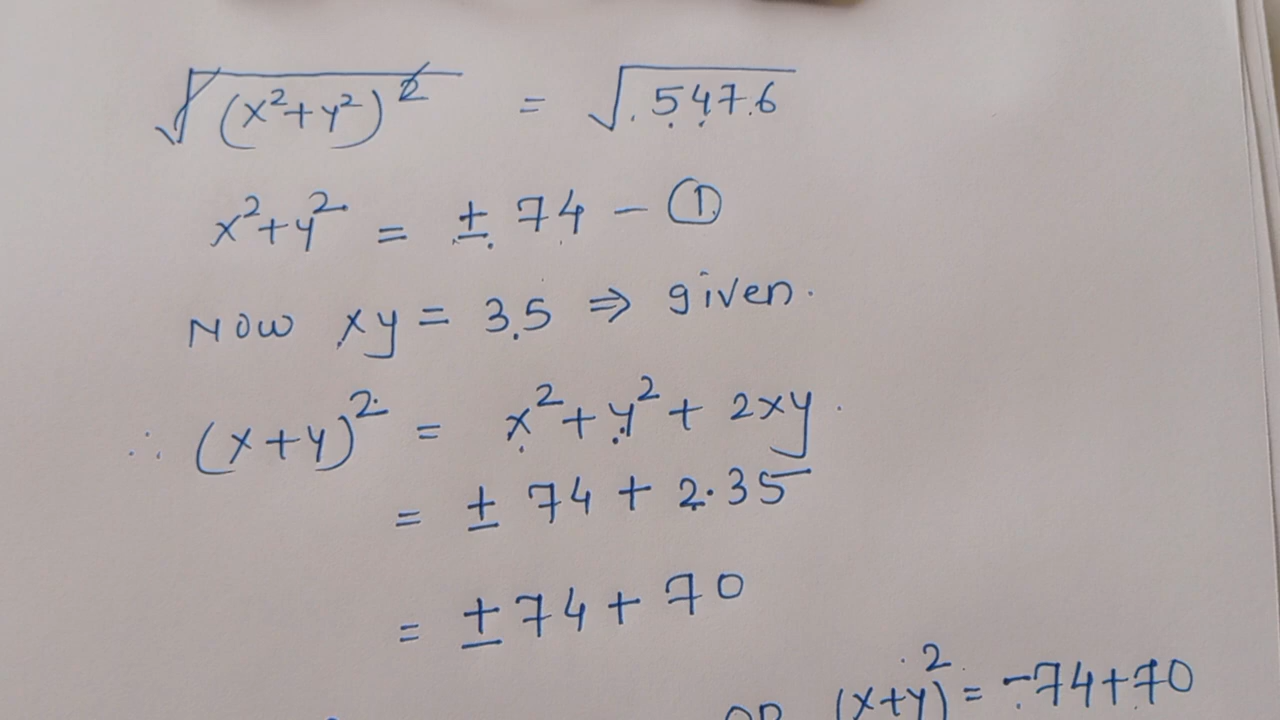 √(x²+y²)² = √5476
x²+y² = ± 74 – ①
Now xy = 35 ⇒ given.
∴ (x+y)² = x²+y²+ 2xy
= ± 74 + 2·35
= ± 74 + 70
OR (x+y)² = -74+70